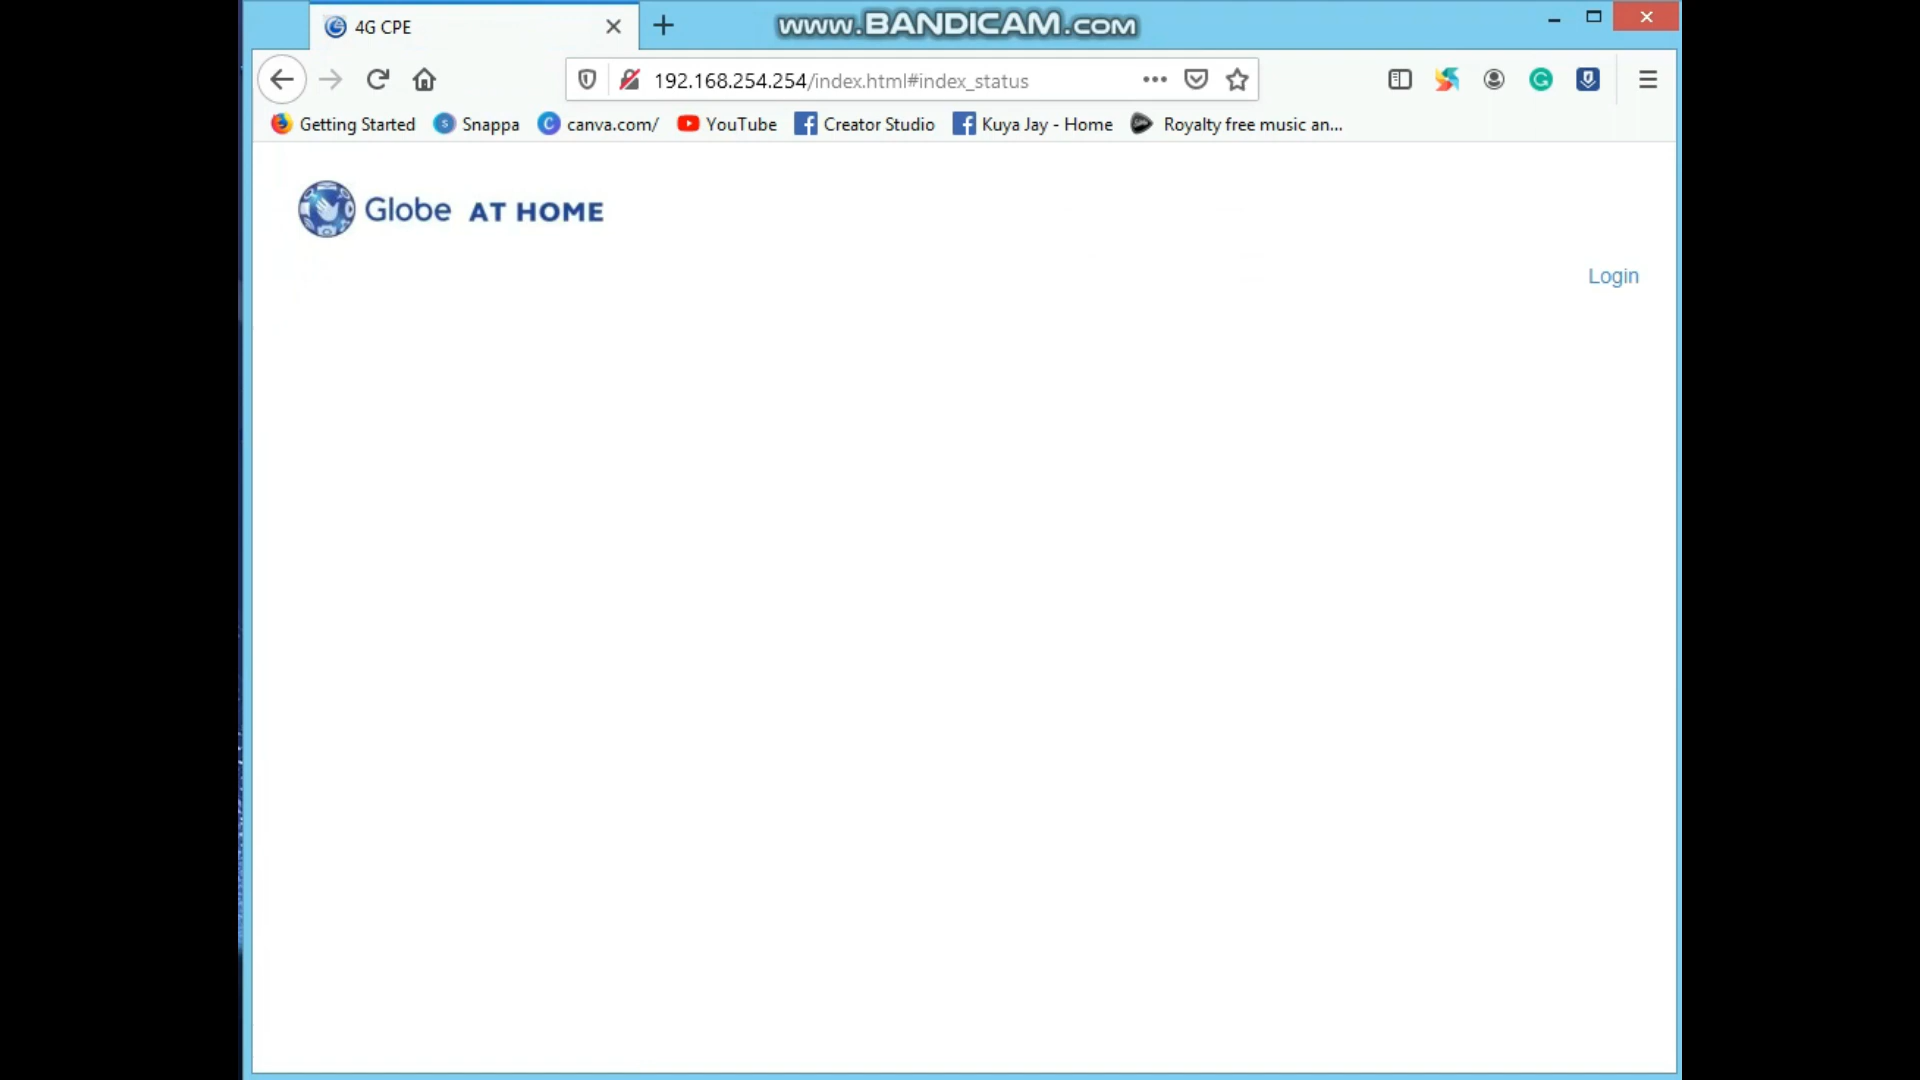 4G CPE
www.BANDICAM.com
192.168.254.254/index.html#index_status
Getting Started
Snappa
canva.com/
YouTube
Creator Studio
Kuya Jay - Home
Royalty free music an...
Globe AT HOME
Login